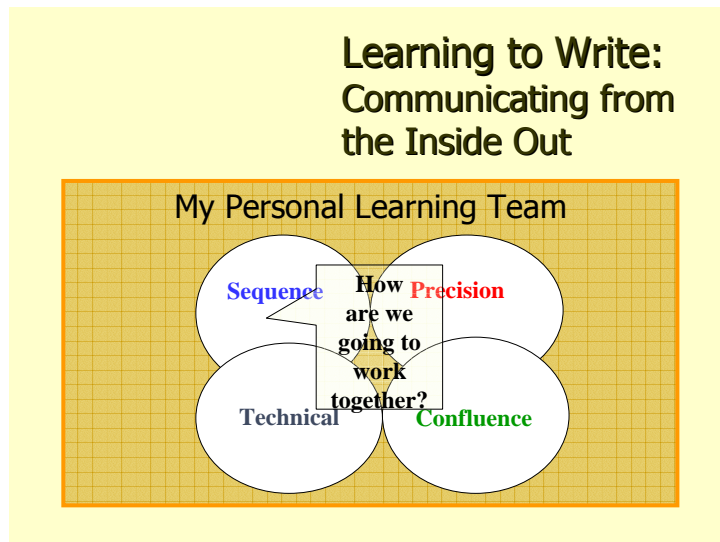 Learning to Write:
Communicating from
the Inside Out
My Personal Learning Team
Sequence
How
are we
going to
work
together?
Precision
Technical
Confluence